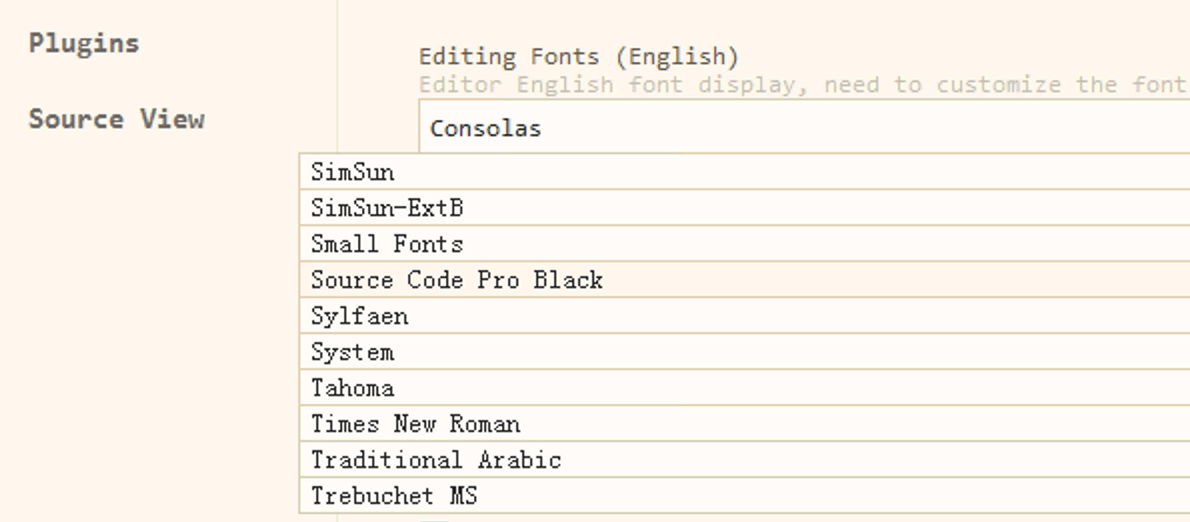 Plugins
Source View
Editing Fonts (English)
Editor English font display, need to customize the font
Consolas
SimSun
SimSun-ExtB
Small Fonts
Source Code Pro Black
Sylfaen
System
Tahoma
Times New Roman
Traditional Arabic
Trebuchet MS